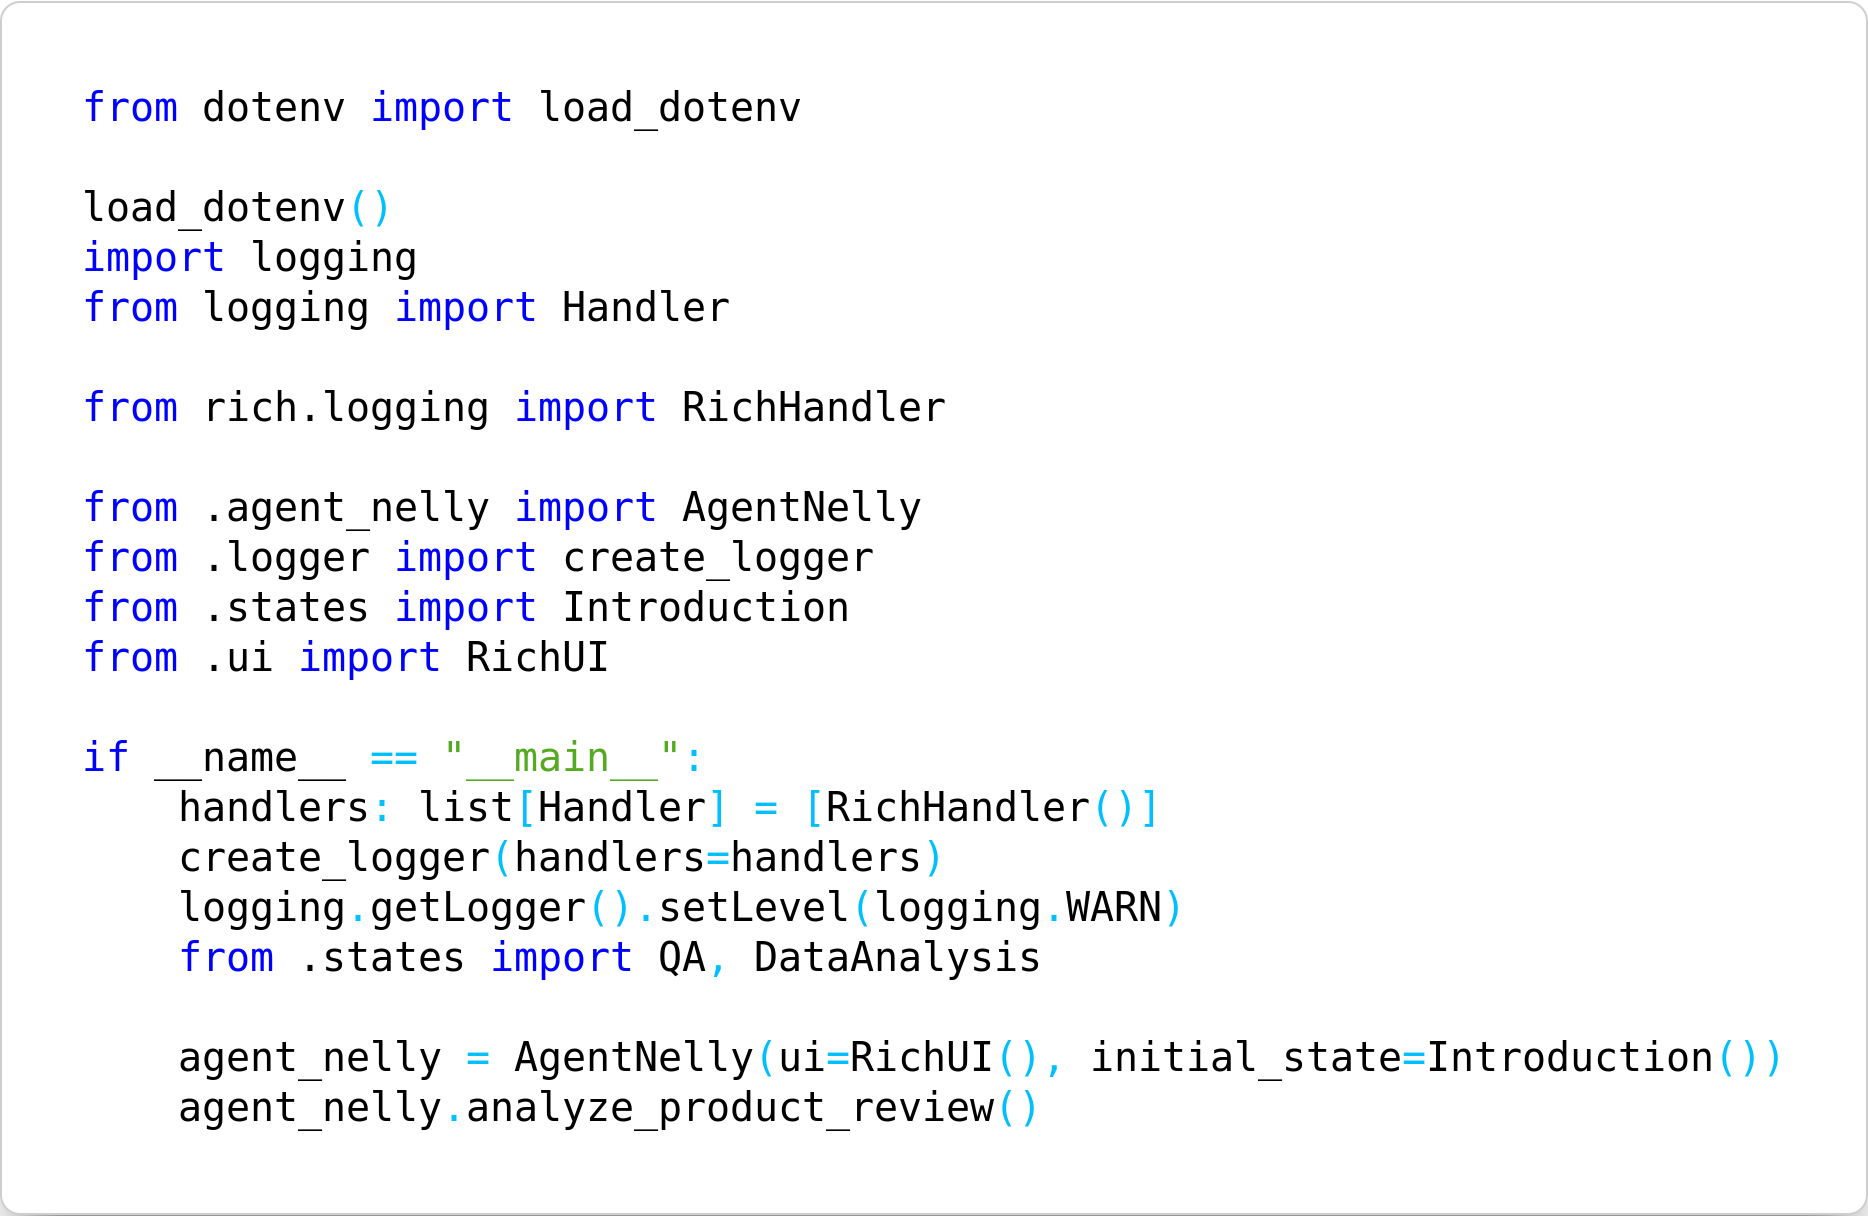 from dotenv import load_dotenv

load_dotenv()
import logging
from logging import Handler

from rich.logging import RichHandler

from .agent_nelly import AgentNelly
from .logger import create_logger
from .states import Introduction
from .ui import RichUI

if __name__ == "__main__":
    handlers: list[Handler] = [RichHandler()]
    create_logger(handlers=handlers)
    logging.getLogger().setLevel(logging.WARN)
    from .states import QA, DataAnalysis

    agent_nelly = AgentNelly(ui=RichUI(), initial_state=Introduction())
    agent_nelly.analyze_product_review()